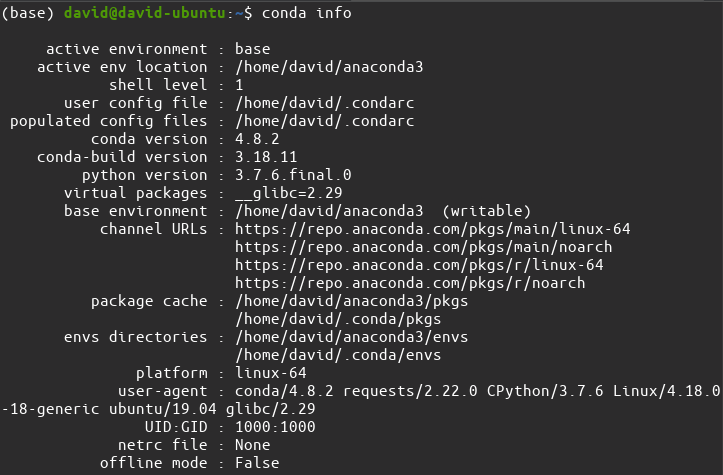 (base) david@david-ubuntu:~$ conda info
active environment : base
active env location : /home/david/anaconda3
shell level : 1
user config file : /home/david/.condarc
populated config files : /home/david/.condarc
conda version : 4.8.2
conda-build version : 3.18.11
python version : 3.7.6.final.0
virtual packages : __glibc=2.29
base environment : /home/david/anaconda3  (writable)
channel URLs : https://repo.anaconda.com/pkgs/main/linux-64
https://repo.anaconda.com/pkgs/main/noarch
https://repo.anaconda.com/pkgs/r/linux-64
https://repo.anaconda.com/pkgs/r/noarch
package cache : /home/david/anaconda3/pkgs
/home/david/.conda/pkgs
envs directories : /home/david/anaconda3/envs
/home/david/.conda/envs
platform : linux-64
user-agent : conda/4.8.2 requests/2.22.0 CPython/3.7.6 Linux/4.18.0
-18-generic ubuntu/19.04 glibc/2.29
UID:GID : 1000:1000
netrc file : None
offline mode : False